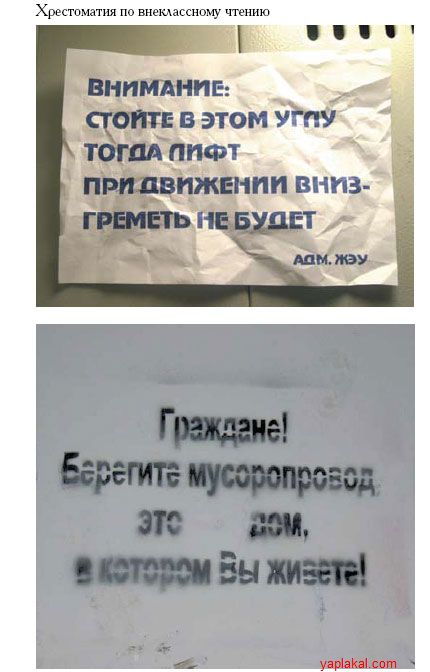 Хрестоматия по внеклассному чтению
ВНИМАНИЕ:
СТОЙТЕ В ЭТОМ УГЛУ
ТОГДА ЛИФТ
ПРИ ДВИЖЕНИИ ВНИЗ-
ГРЕМЕТЬ НЕ БУДЕТ
АДМ. ЖЭУ
Граждане!
Берегите мусоропровод,
это дом,
в котором Вы живете!
yaplakal.com